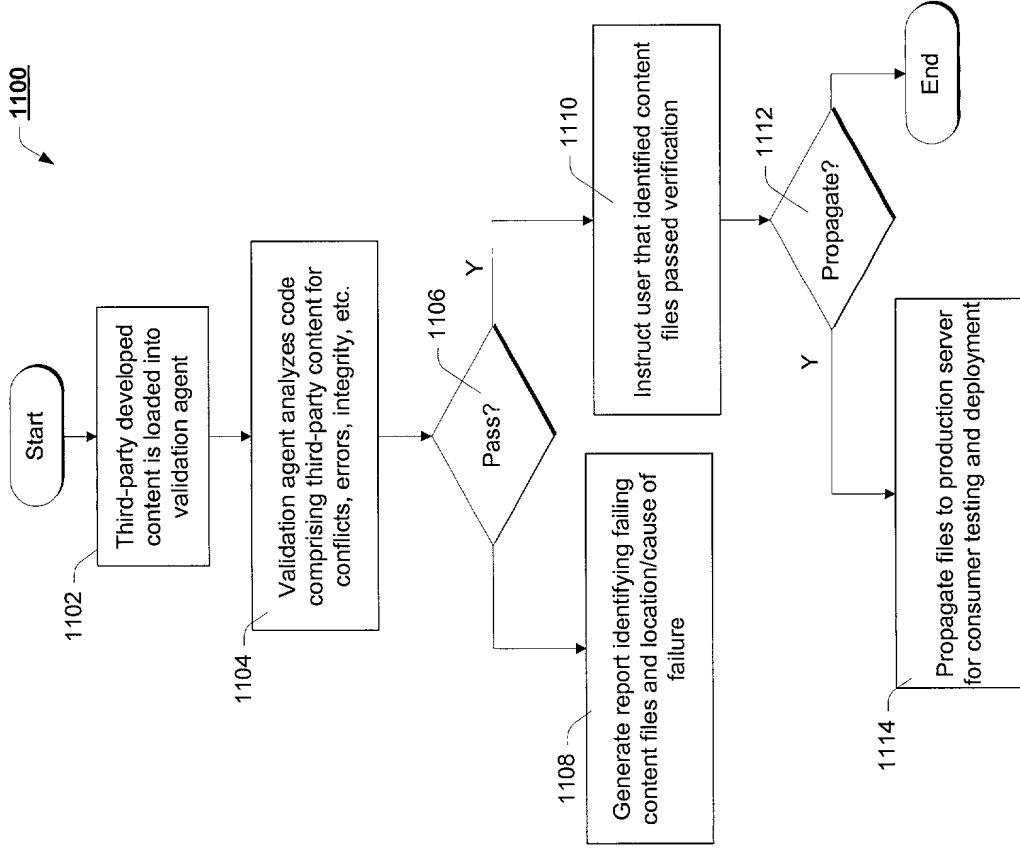 1100
Start
1102
Third-party developed
content is loaded into
validation agent
1104
Validation agent analyzes code
comprising third-party content for
conflicts, errors, integrity, etc.
1106
Pass?
Y
1108
Generate report identifying failing
content files and location/cause of
failure
1110
Instruct user that identified content
files passed verification
1112
Propagate?
Y
End
1114
Propagate files to production server
for consumer testing and deployment